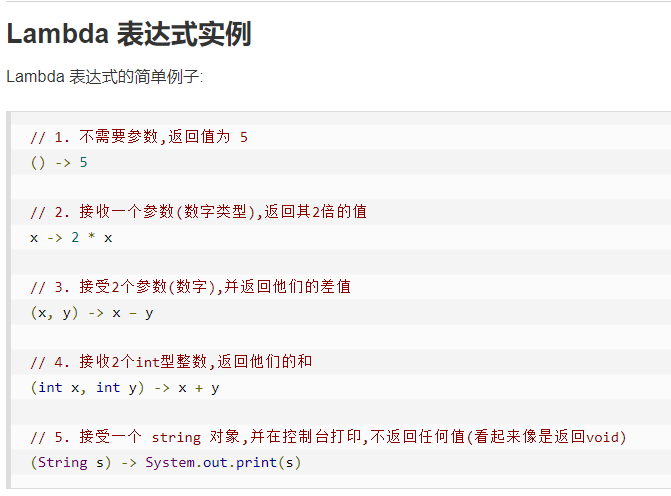 Lambda 表达式实例
Lambda 表达式的简单例子:
// 1. 不需要参数,返回值为 5
() -> 5
// 2. 接收一个参数(数字类型),返回其2倍的值
x -> 2 * x
// 3. 接受2个参数(数字),并返回他们的差值
(x, y) -> x – y
// 4. 接收2个int型整数,返回他们的和
(int x, int y) -> x + y
// 5. 接受一个 string 对象,并在控制台打印,不返回任何值(看起来像是返回void)
(String s) -> System.out.print(s)